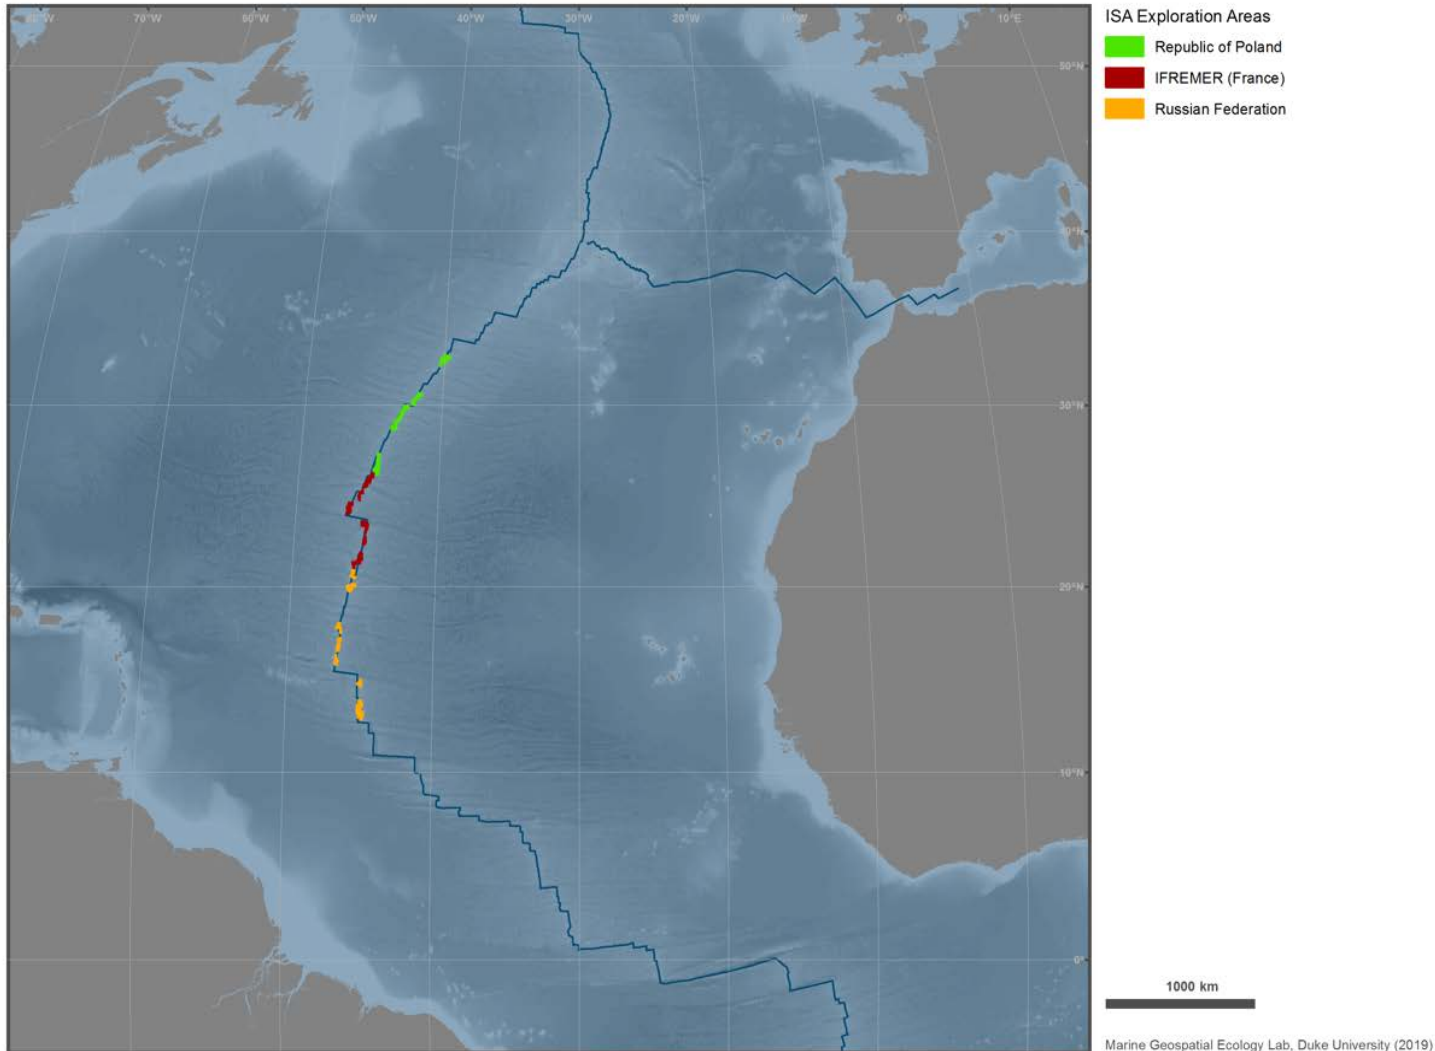 60°W 50°W 40°W 30°W 20°W 10°W 0° 10°E
50°N
30°N
20°N
10°N
0°
ISA Exploration Areas
Republic of Poland
IFREMER (France)
Russian Federation
1000 km
Marine Geospatial Ecology Lab, Duke University (2019)